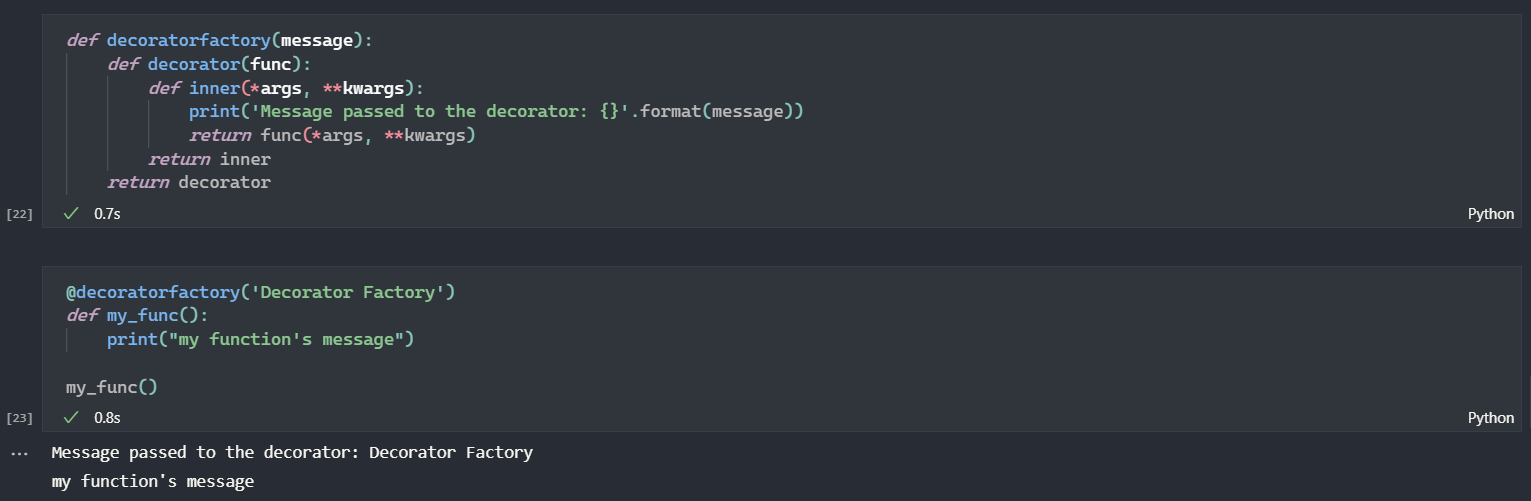 def decoratorfactory(message):
    def decorator(func):
        def inner(*args, **kwargs):
            print('Message passed to the decorator: {}'.format(message))
            return func(*args, **kwargs)
        return inner
    return decorator
[22] ✓ 0.7s Python
@decoratorfactory('Decorator Factory')
def my_func():
    print("my function's message")
my_func()
[23] ✓ 0.8s Python
... Message passed to the decorator: Decorator Factory
my function's message